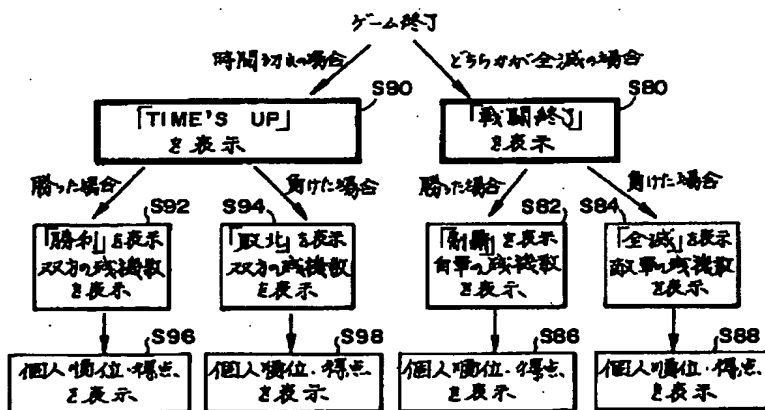 ゲーム終了
時間切れの場合
どちらかが全滅の場合
S90
S80
「TIME'S UP」
を表示
「戦闘終了」
を表示
勝った場合
負けた場合
勝った場合
負けた場合
S92
S94
S82
S84
「勝利」を表示
双方の残機数
を表示
「敗北」を表示
双方の残機数
を表示
「制覇」を表示
自軍の残機数
を表示
「全滅」を表示
敵軍の残機数
を表示
S96
S98
S86
S88
個人順位・得点
を表示
個人順位・得点
を表示
個人順位・得点
を表示
個人順位・得点
を表示